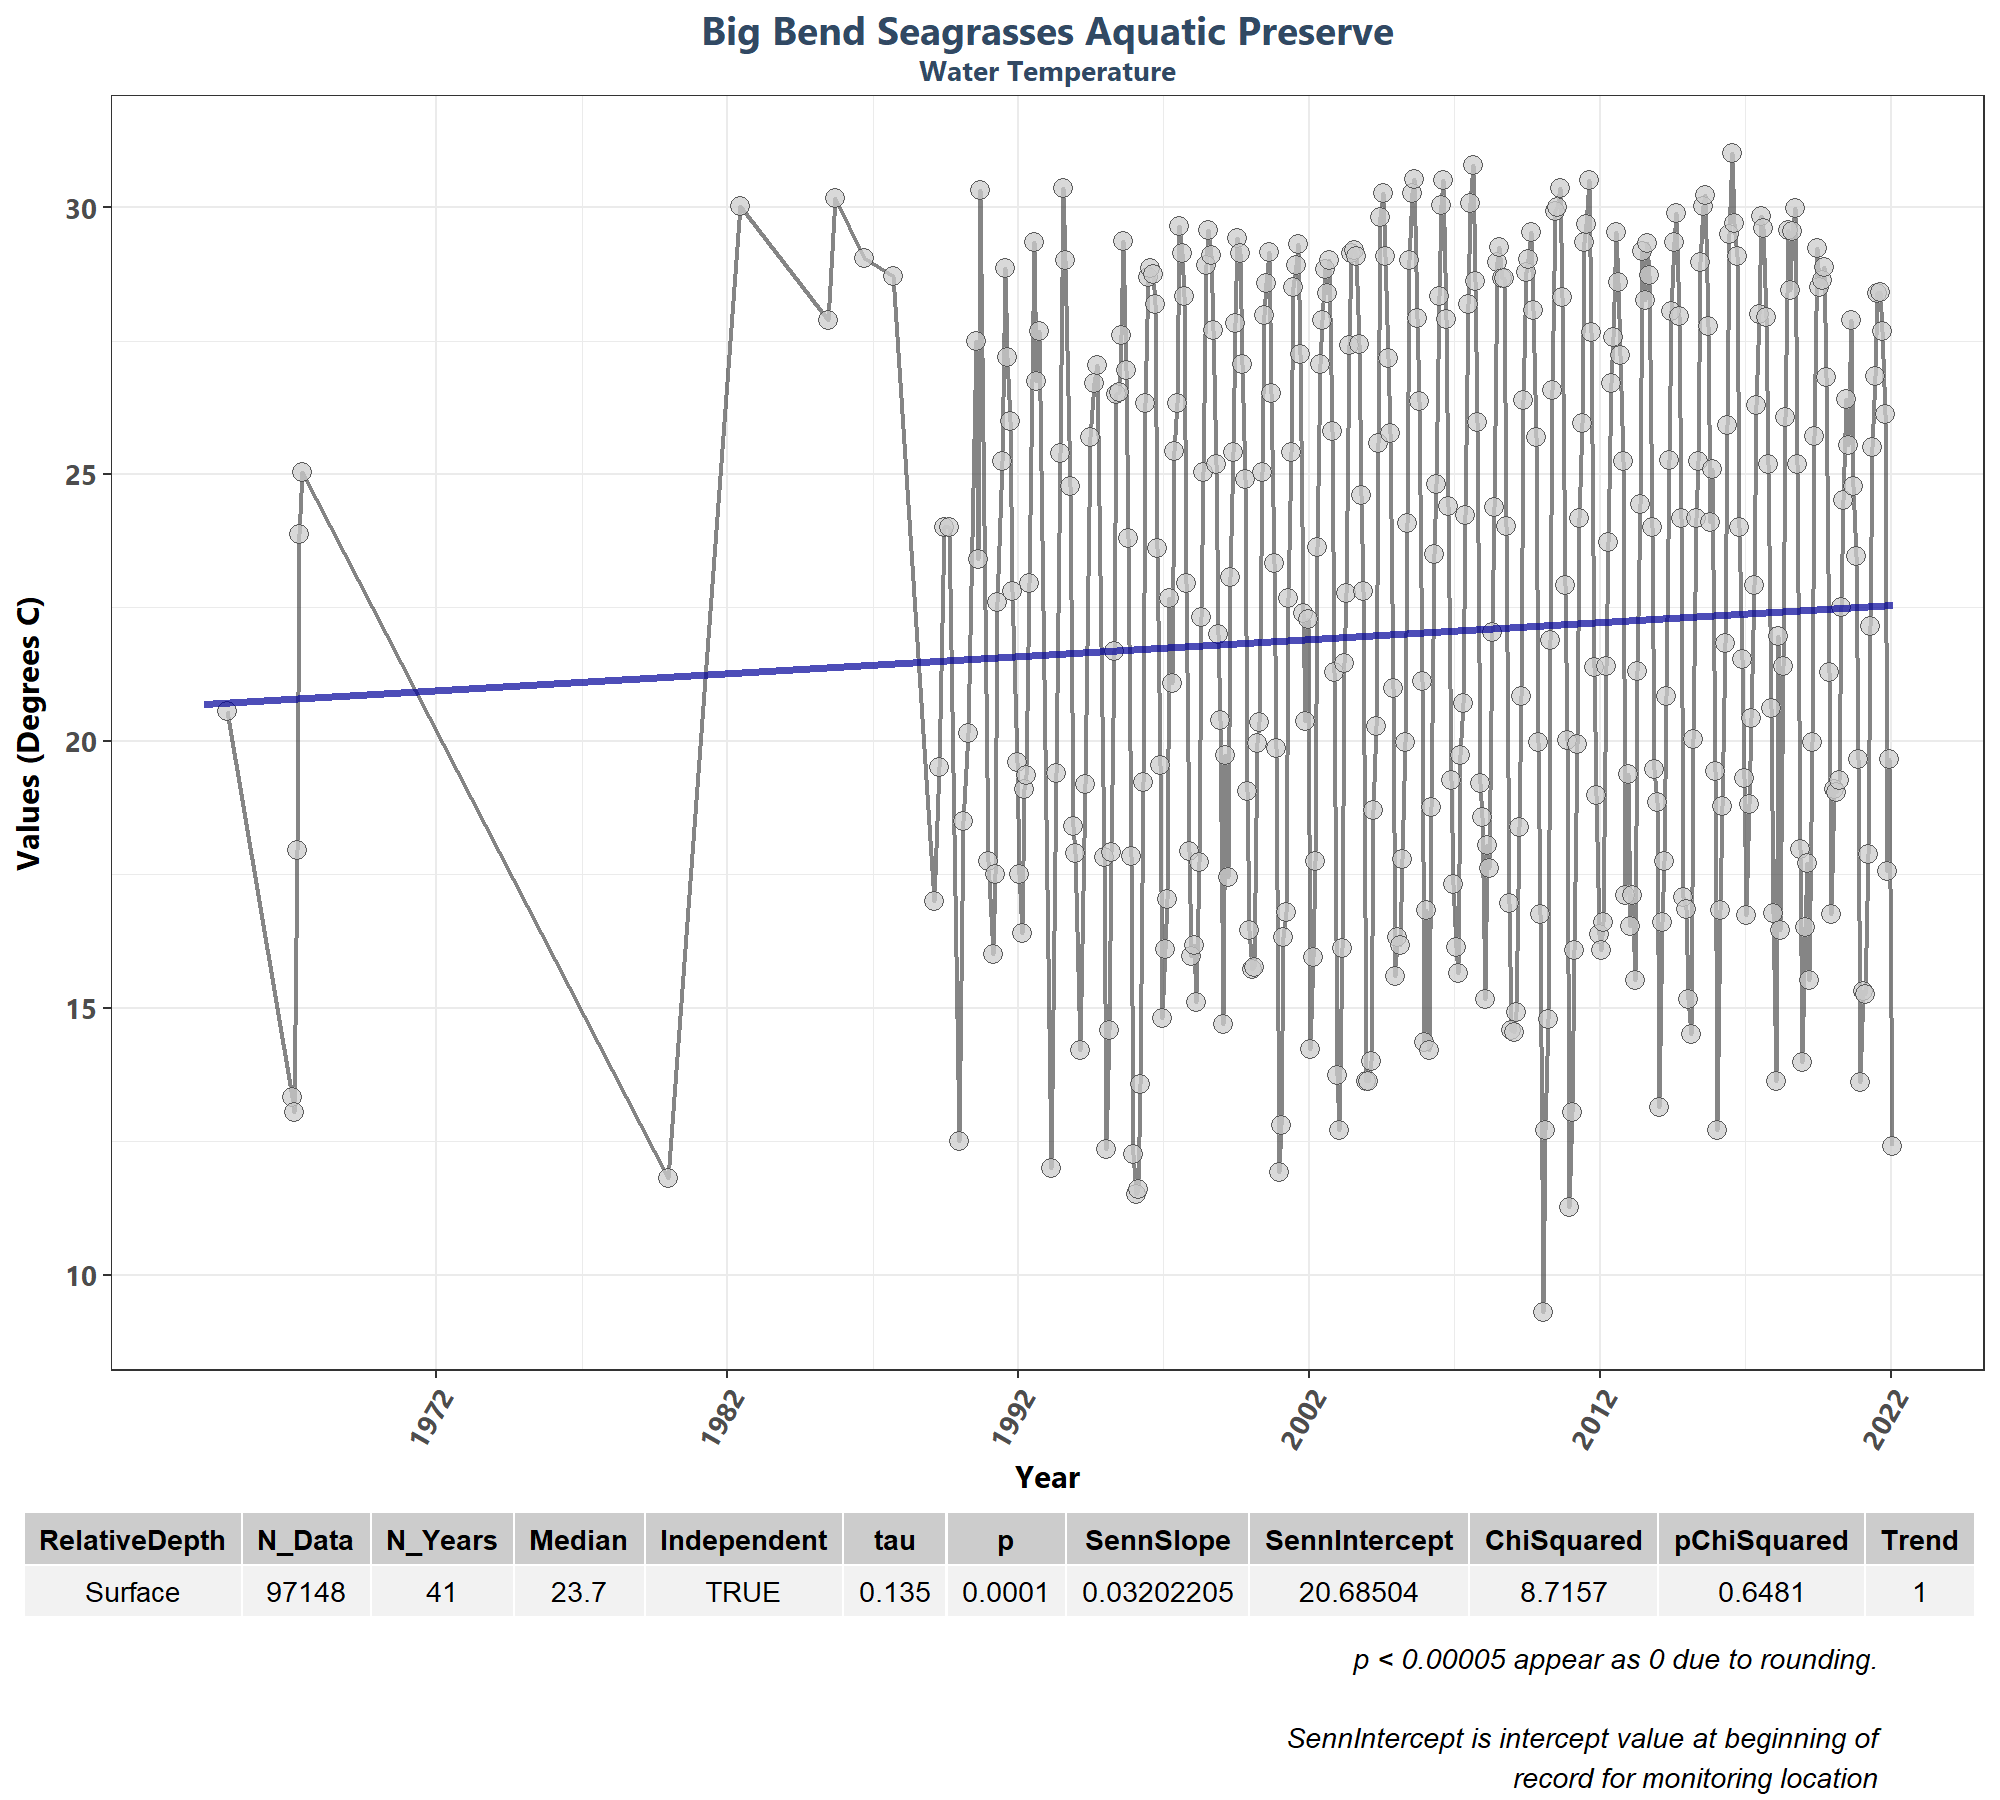 Big Bend Seagrasses Aquatic Preserve
Water Temperature
Values (Degrees C)
30
25
20
15
10
1972 1982 1992 2002 2012 2022
Year
RelativeDepth N_Data N_Years Median Independent tau p SennSlope SennIntercept ChiSquared pChiSquared Trend
Surface 97148 41 23.7 TRUE 0.135 0.0001 0.03202205 20.68504 8.7157 0.6481 1
p < 0.00005 appear as 0 due to rounding.
SennIntercept is intercept value at beginning of
record for monitoring location